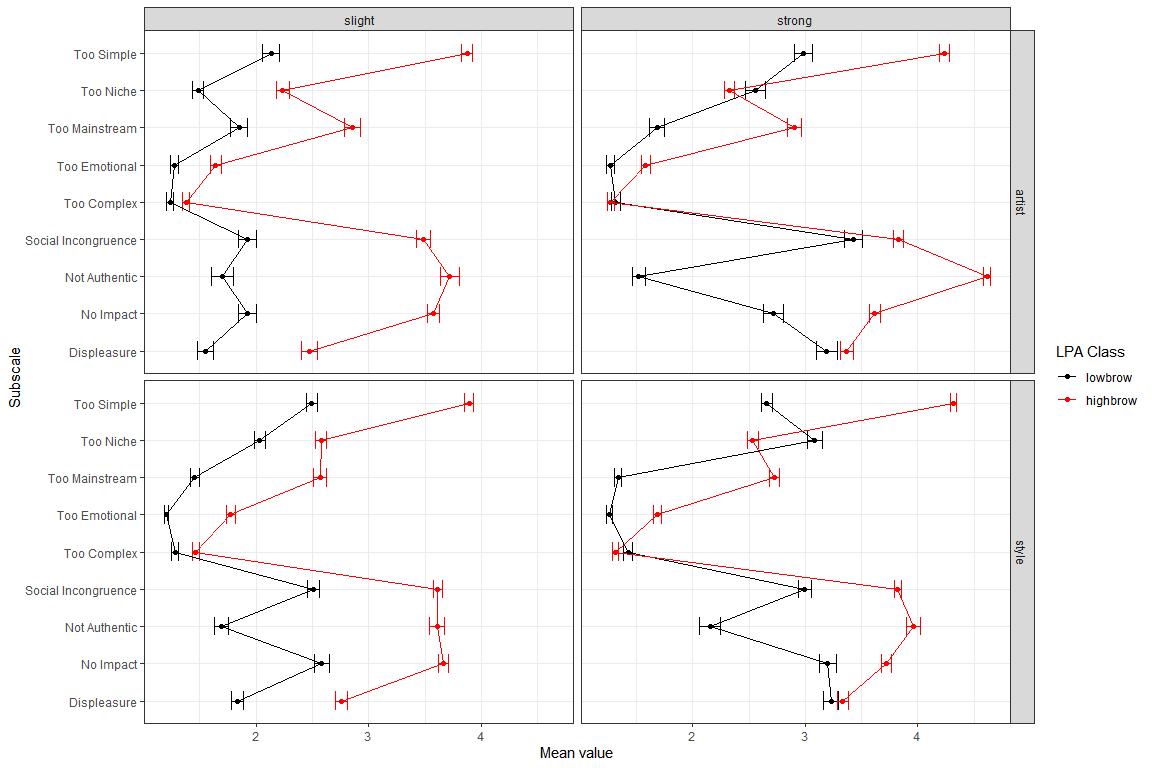 slight
strong
Too Simple
Too Niche
Too Mainstream
Too Emotional
Too Complex
Social Incongruence
Not Authentic
No Impact
Displeasure
artist
Too Simple
Too Niche
Too Mainstream
Too Emotional
Too Complex
Social Incongruence
Not Authentic
No Impact
Displeasure
style
Subscale
2
3
4
2
3
4
Mean value
LPA Class
lowbrow
highbrow